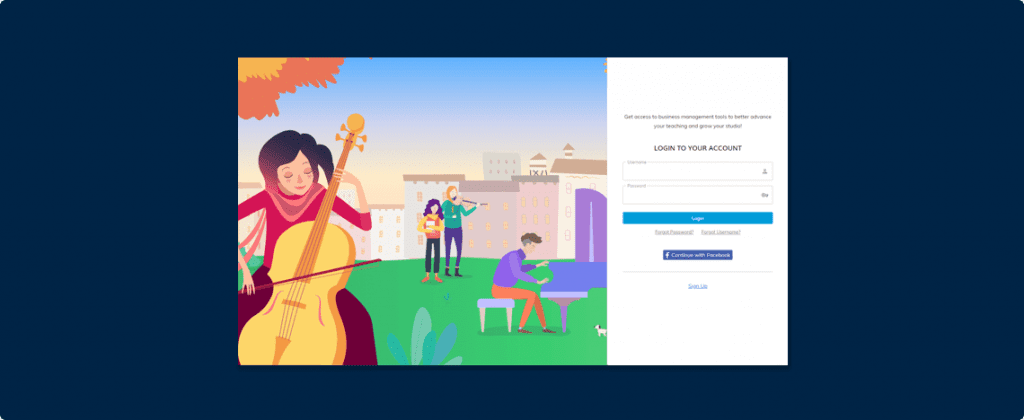 Get access to business management tools to better advance
your teaching and grow your studio!
LOGIN TO YOUR ACCOUNT
Username
Password
Login
Forgot Password? Forgot Username?
Continue with Facebook
Sign Up